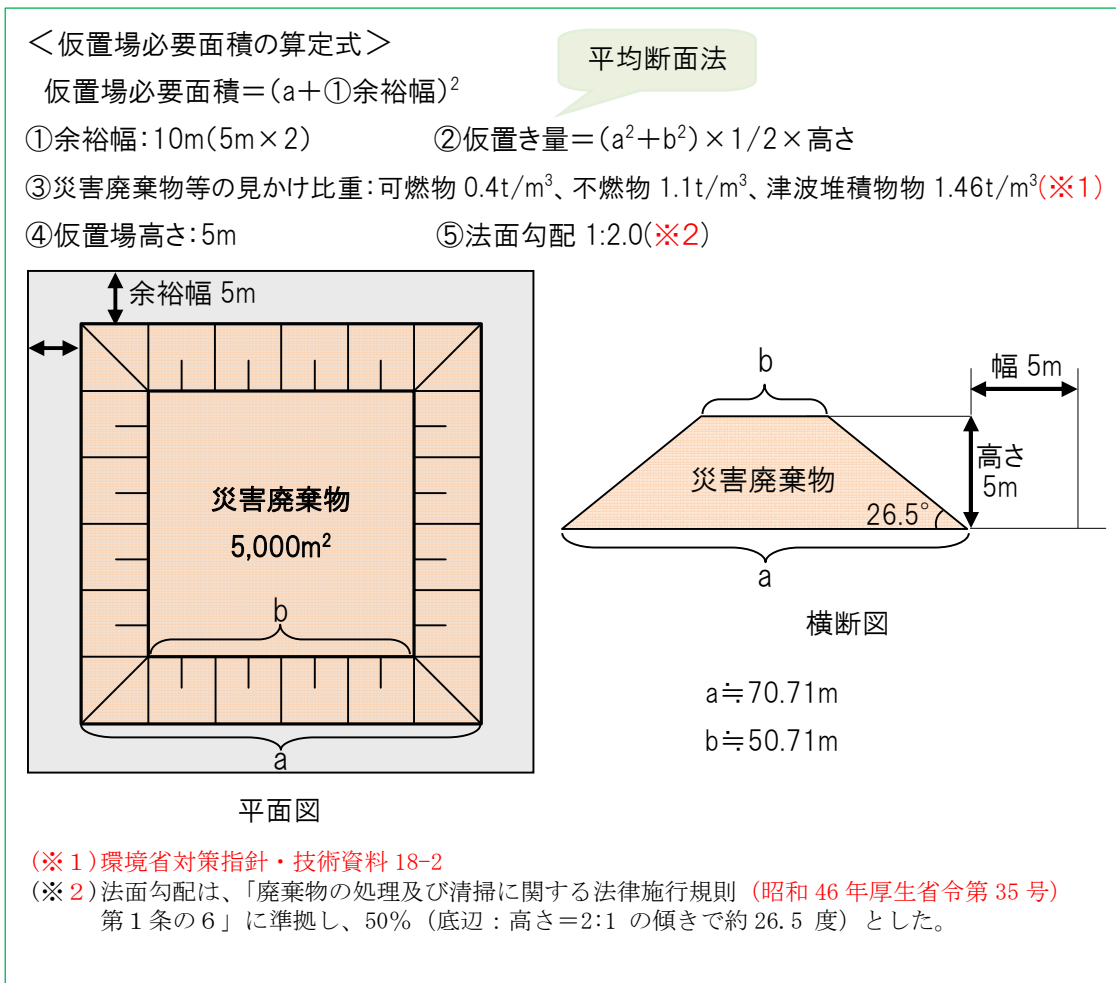 ＜仮置場必要面積の算定式＞
平均断面法
仮置場必要面積＝(a＋①余裕幅)²
①余裕幅：10m(5m×2)　②仮置き量＝(a²＋b²)×1/2×高さ
③災害廃棄物等の見かけ比重：可燃物 0.4t/m³、不燃物 1.1t/m³、津波堆積物物 1.46t/m³(※1)
④仮置場高さ：5m　⑤法面勾配 1:2.0(※2)
余裕幅 5m
災害廃棄物
5,000m²
b
a
平面図
b
幅 5m
災害廃棄物
高さ
5m
26.5°
a
横断図
a≒70.71m
b≒50.71m
(※１)環境省対策指針・技術資料 18-2
(※２)法面勾配は、「廃棄物の処理及び清掃に関する法律施行規則（昭和 46 年厚生省令第 35 号）
第１条の６」に準拠し、50％（底辺：高さ＝2:1 の傾きで約 26.5 度）とした。